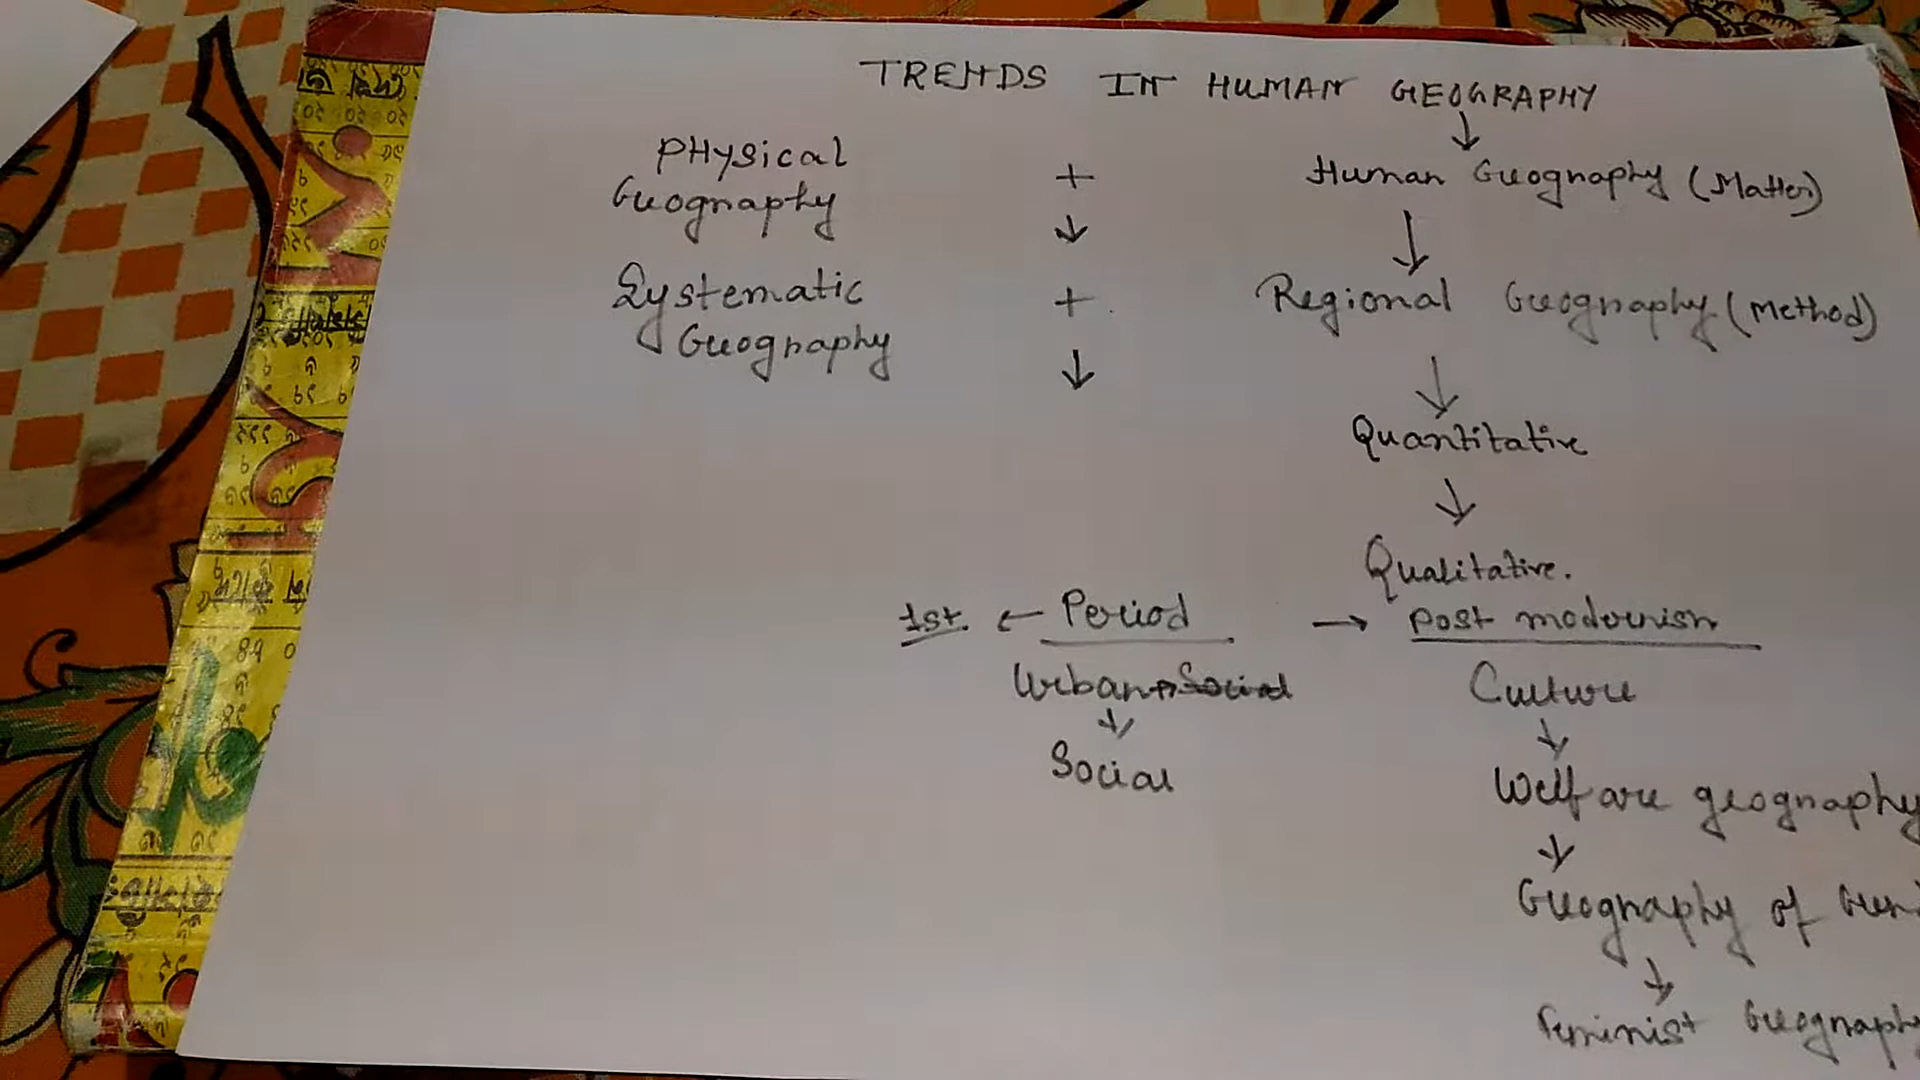 TRENDS IN HUMAN GEOGRAPHY
↓
PHysical + Human Geography (Matter)
Geography ↓ ↓
Systematic + Regional Geography (Method)
Geography ↓ ↓
Quantitative
↓
Qualitative.
1st. ← Period → Post modernism
Urban Culture
↓ ↓
Social Welfare geography
↓
Geography of
↓
Feminist Geography